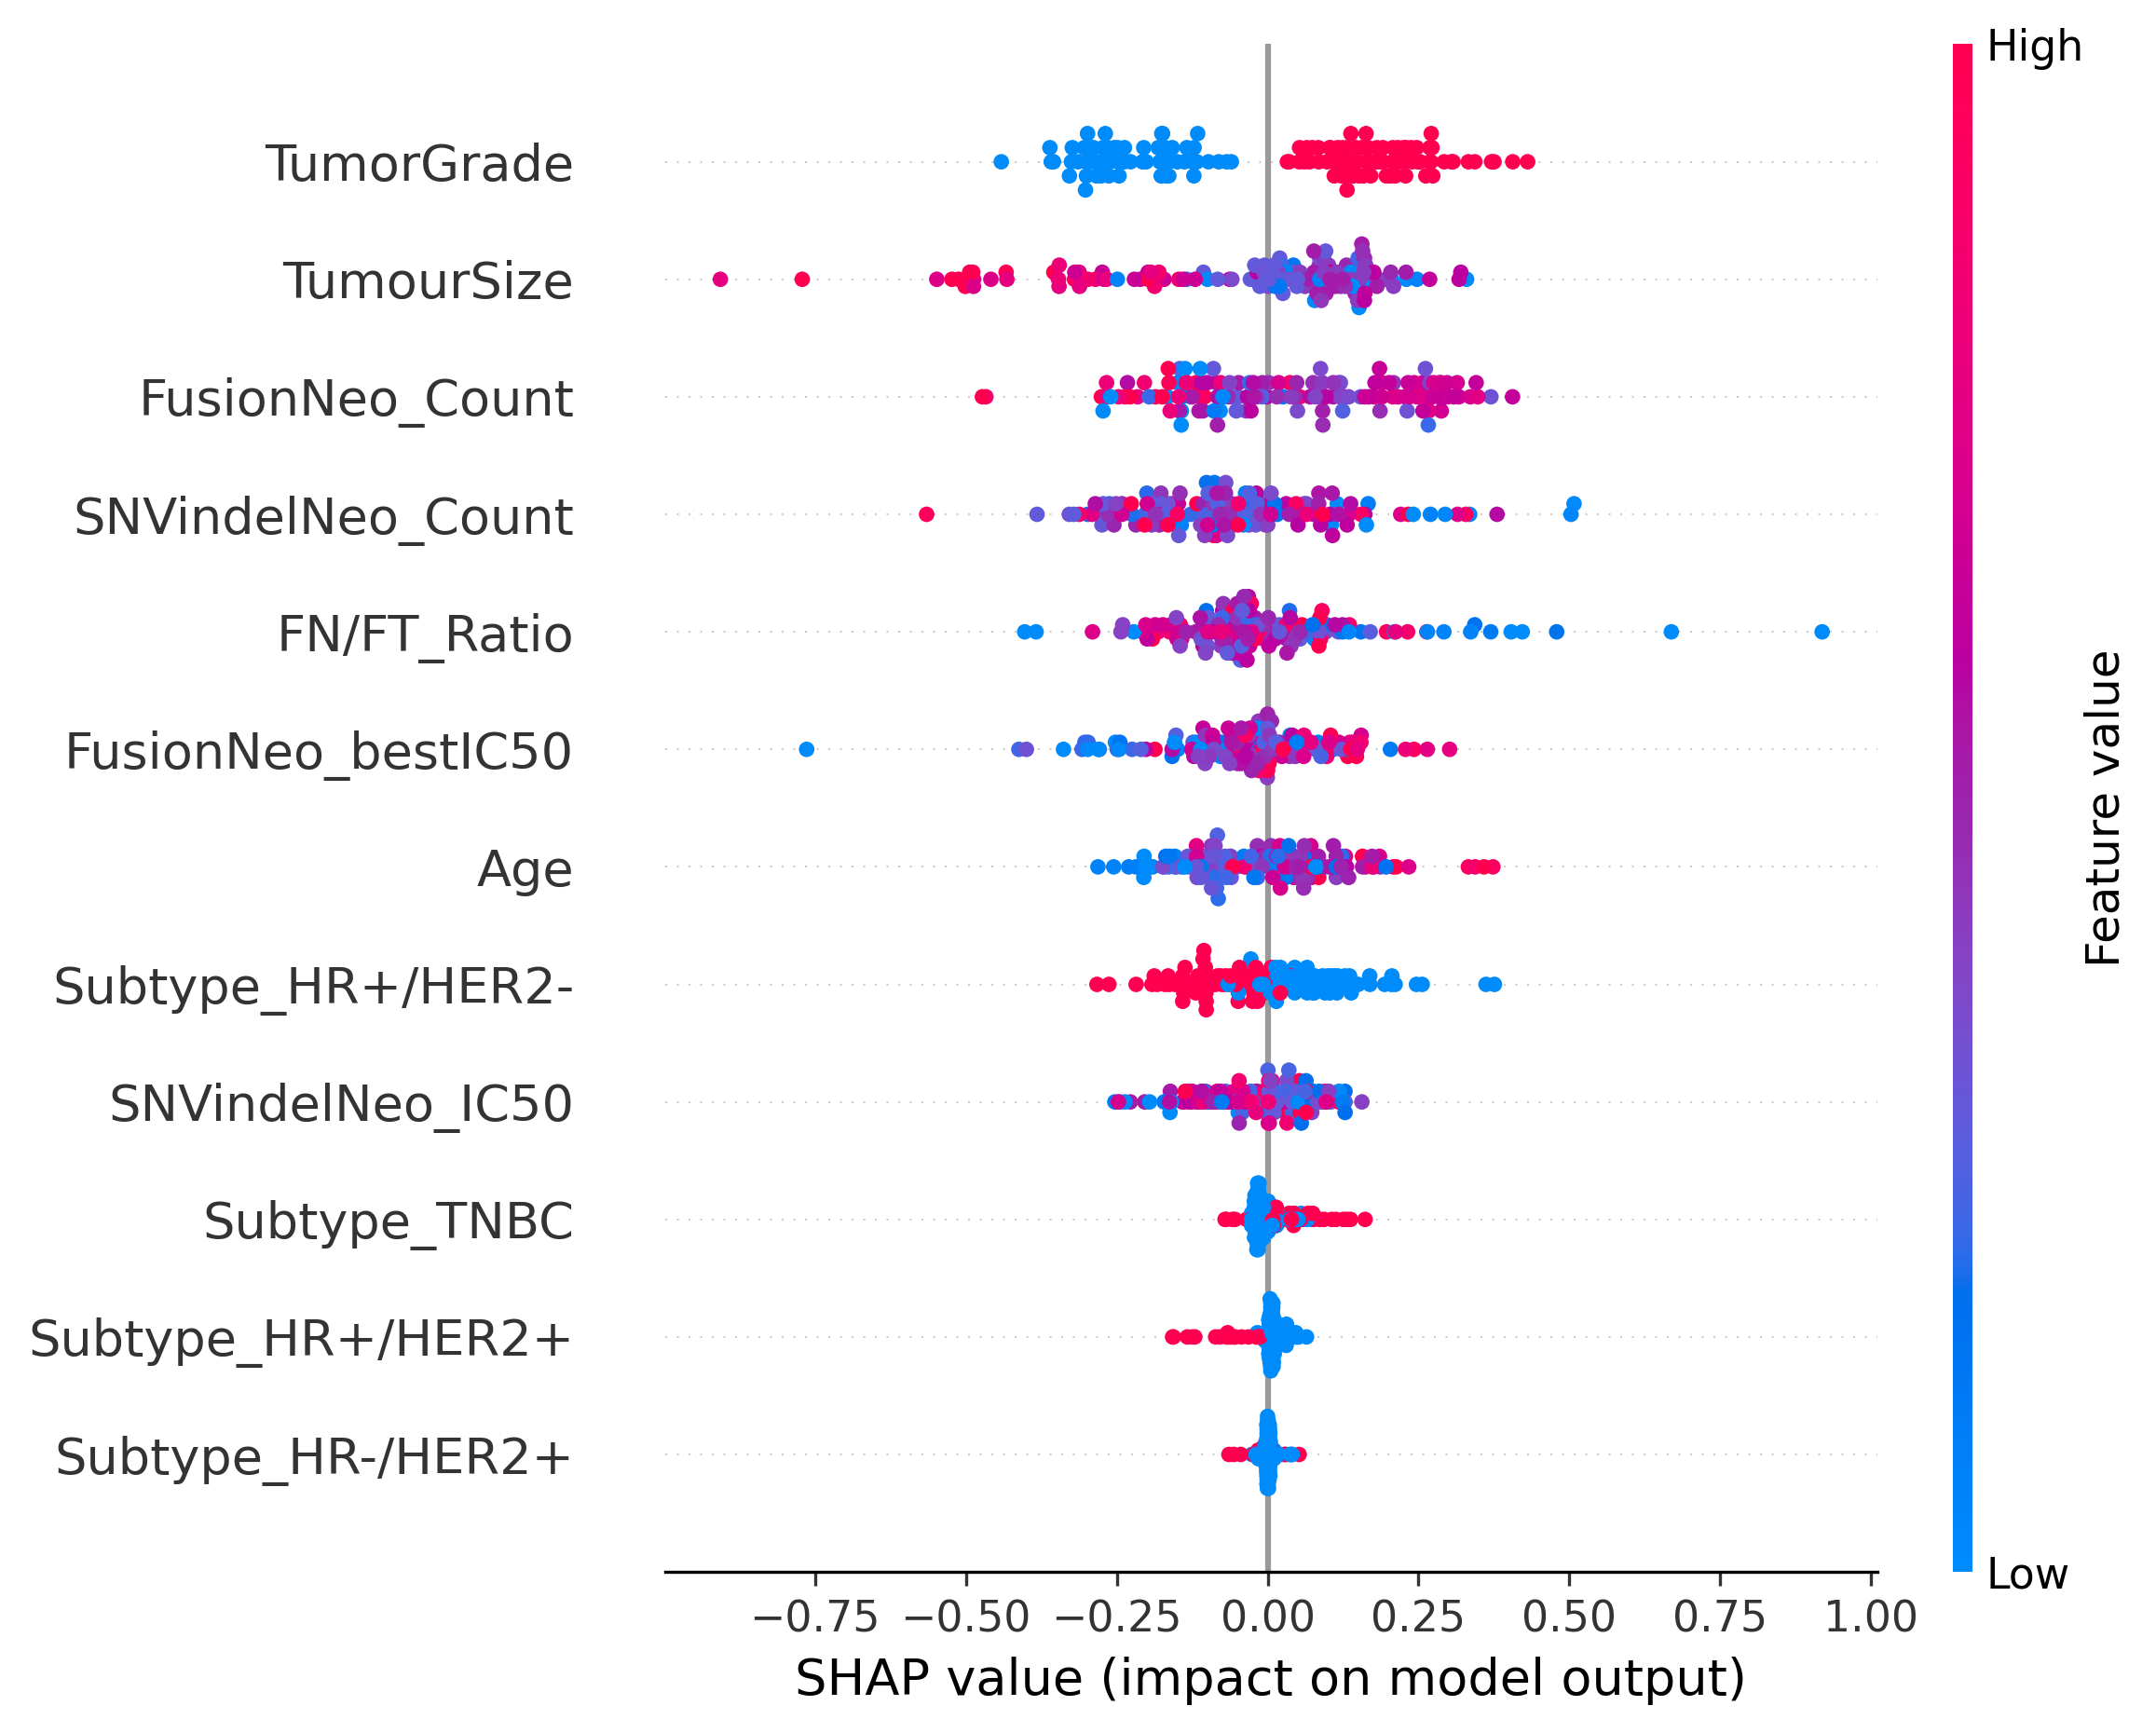 High
TumorGrade
TumourSize
FusionNeo_Count
SNVindelNeo_Count
FN/FT_Ratio
FusionNeo_bestIC50
Age
Subtype_HR+/HER2-
SNVindelNeo_IC50
Subtype_TNBC
Subtype_HR+/HER2+
Subtype_HR-/HER2+
Feature value
Low
−0.75 −0.50 −0.25 0.00 0.25 0.50 0.75 1.00
SHAP value (impact on model output)